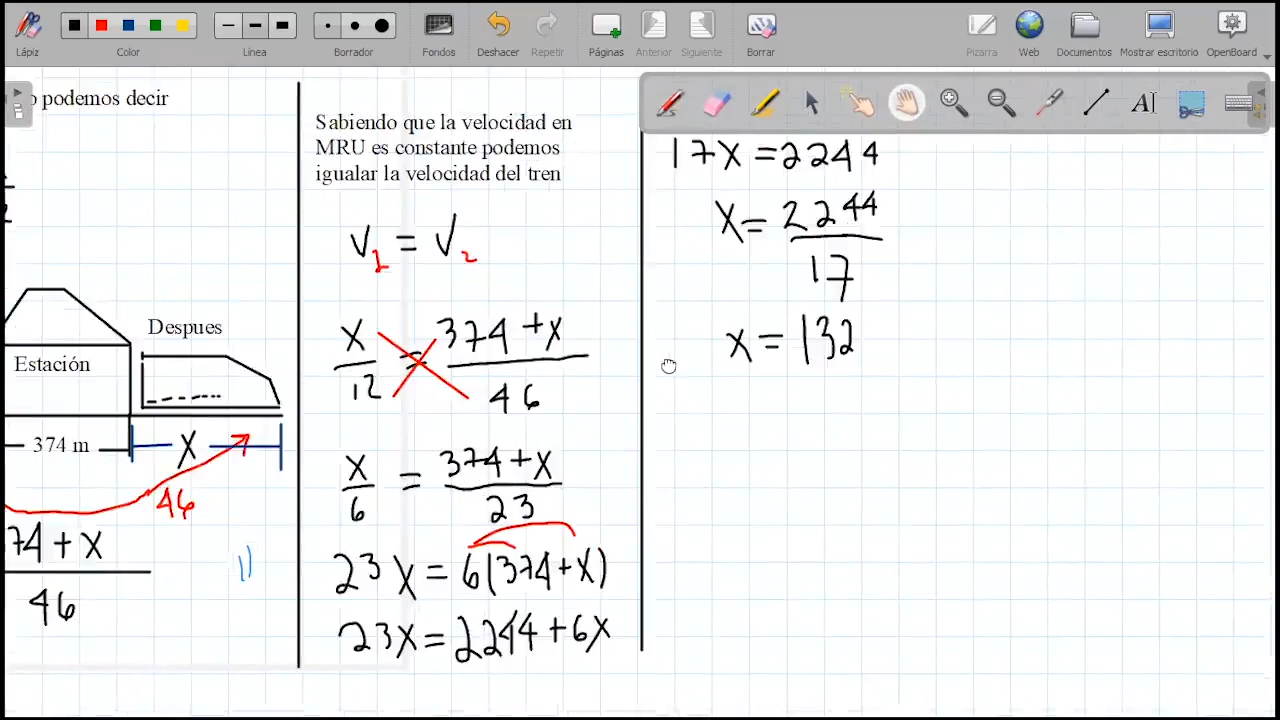 Lápiz
Color
Línea
Borrador
Fondos
Deshacer
Repetir
Páginas
Anterior
Siguiente
Borrar
Pizarra
Web
Documentos
Mostrar escritorio
OpenBoard
podemos decir
Estación
Despues
374 m
X
46
74 + X
46
Sabiendo que la velocidad en
MRU es constante podemos
igualar la velocidad del tren
V1 = V2
X/12 = 374 + X/46
X/6 = 374 + X/23
23X = 6(374 + X)
23X = 2244 + 6X
17X = 2244
X = 2244/17
X = 132